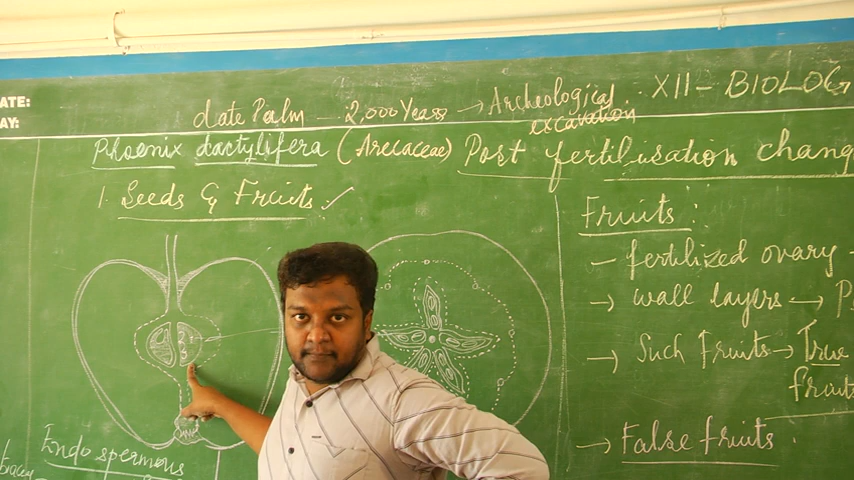 ATE:
AY:
date Palm --- 2,000 Years → Archeological excavation
XII - BIOLOG
Phoenix dactylifera (Arecaceae)
Post fertilisation chang
1. Seeds & Fruits ✓
Fruits :
- fertilized ovary -
→ wall layers → P
→ Such fruits → True fruits
→ False fruits .
Endo spermous